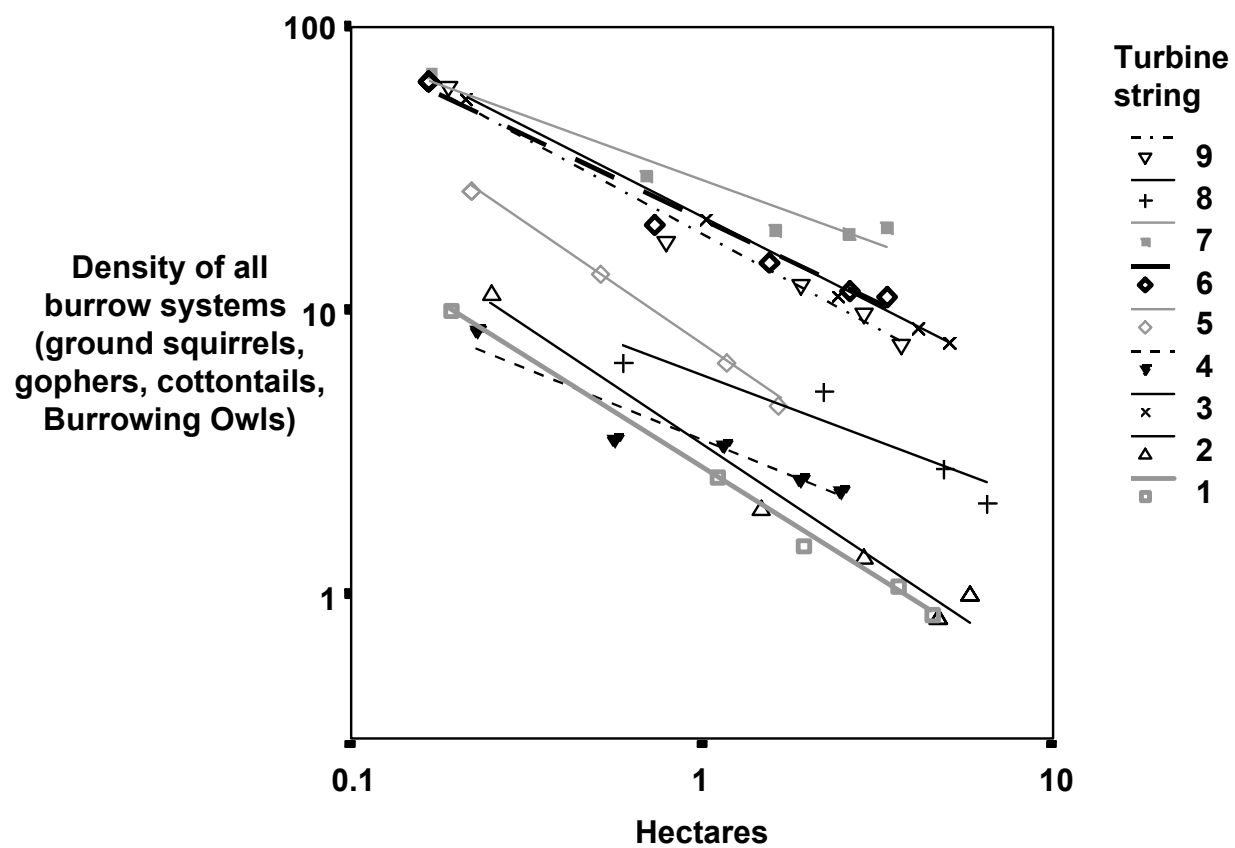 100
10
1
Density of all
burrow systems
(ground squirrels,
gophers, cottontails,
Burrowing Owls)
0.1 1 10
Hectares
Turbine
string
9
8
7
6
5
4
3
2
1